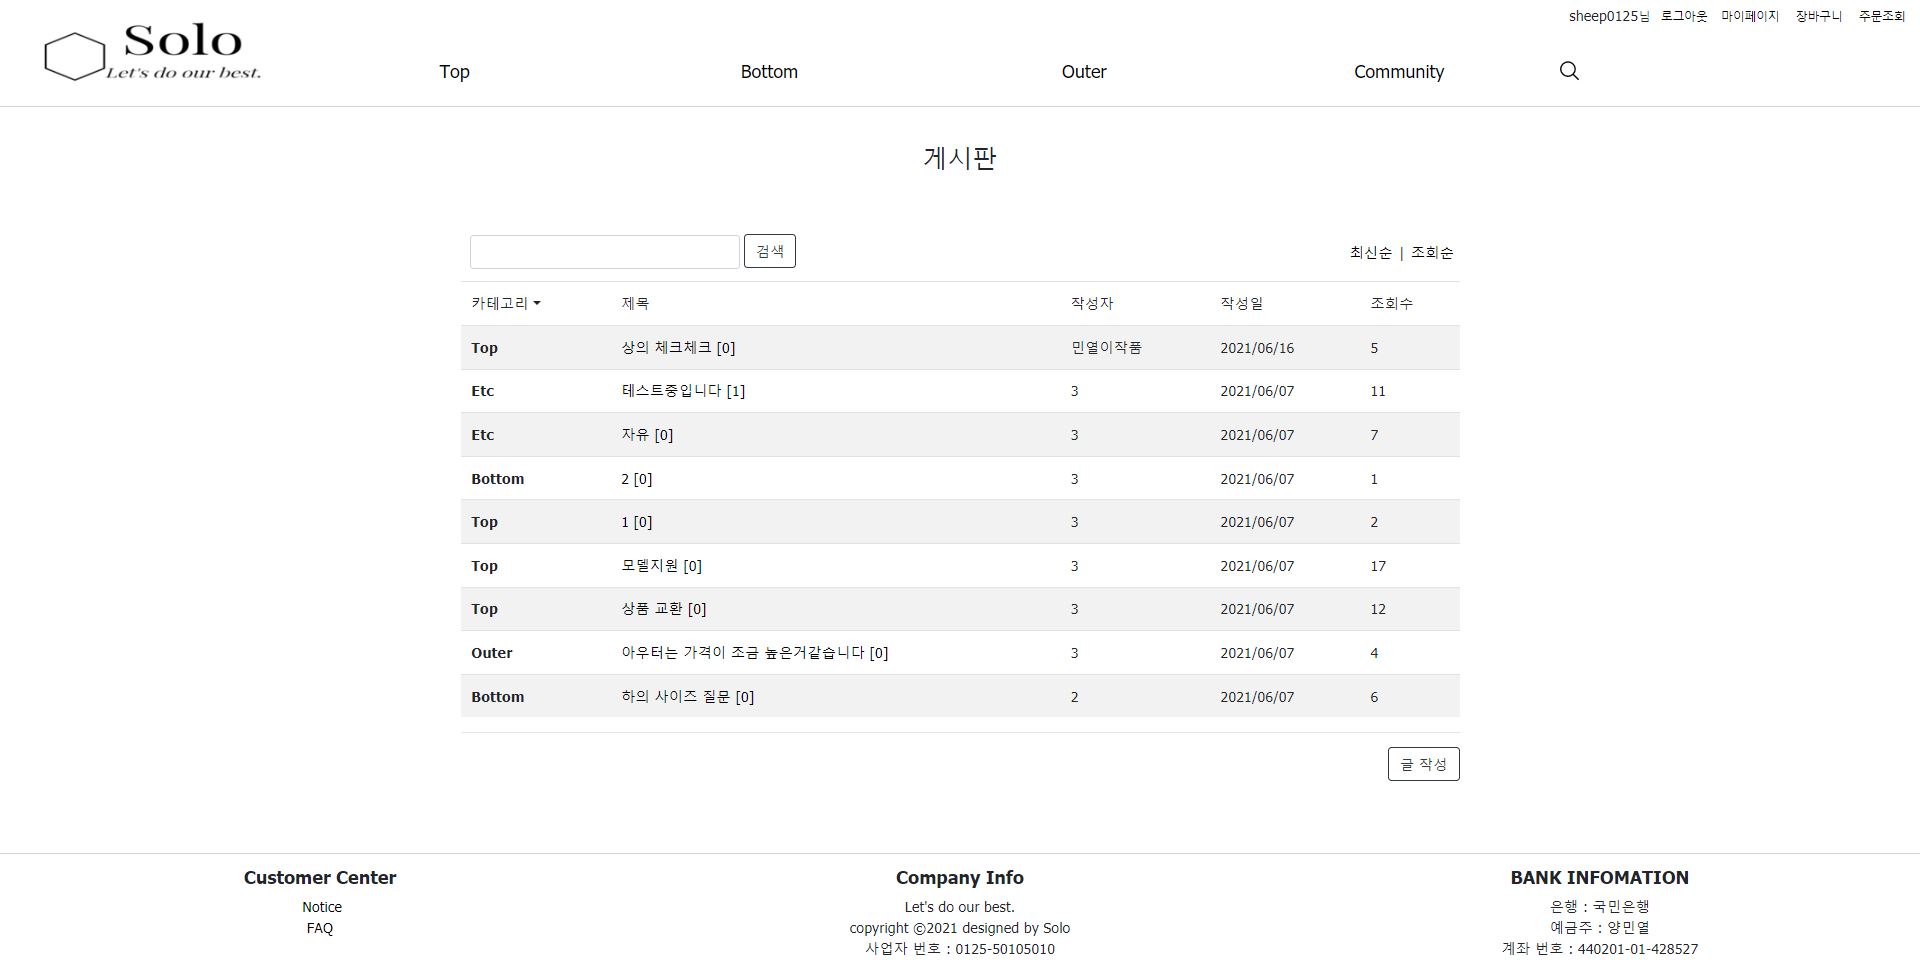 sheep0125님 로그아웃 마이페이지 장바구니 주문조회
Solo
Let's do our best.
Top Bottom Outer Community
게시판
검색 최신순 | 조회순
카테고리 제목 작성자 작성일 조회수
Top 상의 체크체크 [0] 민열이작품 2021/06/16 5
Etc 테스트중입니다 [1] 3 2021/06/07 11
Etc 자유 [0] 3 2021/06/07 7
Bottom 2 [0] 3 2021/06/07 1
Top 1 [0] 3 2021/06/07 2
Top 모델지원 [0] 3 2021/06/07 17
Top 상품 교환 [0] 3 2021/06/07 12
Outer 아우터는 가격이 조금 높은거같습니다 [0] 3 2021/06/07 4
Bottom 하의 사이즈 질문 [0] 2 2021/06/07 6
글 작성
Customer Center
Notice
FAQ
Company Info
Let's do our best.
copyright ©2021 designed by Solo
사업자 번호 : 0125-50105010
BANK INFOMATION
은행 : 국민은행
예금주 : 양민열
계좌 번호 : 440201-01-428527